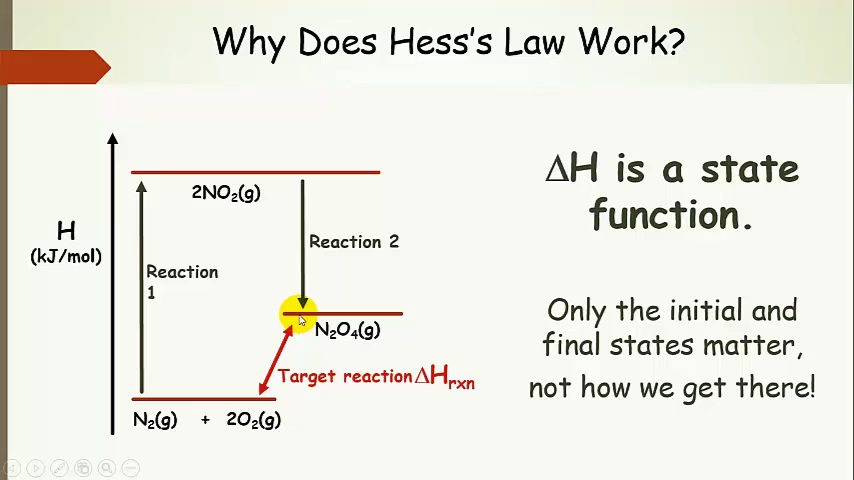 Why Does Hess's Law Work?
H
(kJ/mol)
2NO₂(g)
Reaction
1
Reaction 2
N₂O₄(g)
Target reaction ΔHrxn
N₂(g) + 2O₂(g)
ΔH is a state
function.
Only the initial and
final states matter,
not how we get there!